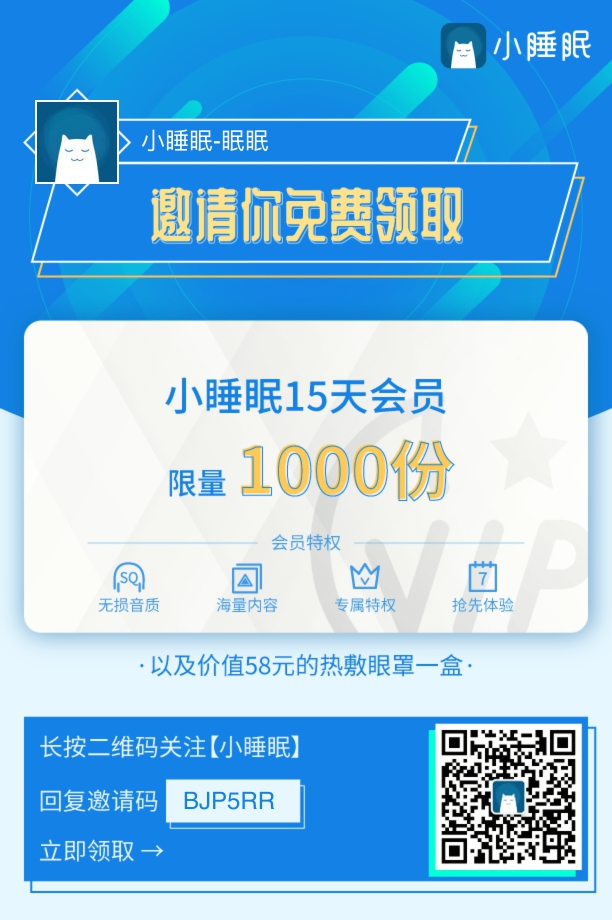 小睡眠
小睡眠-眠眠
邀请你免费领取
小睡眠15天会员
限量 1000份
会员特权
SQ 7
无损音质 海量内容 专属特权 抢先体验
VIP
·以及价值58元的热敷眼罩一盒·
长按二维码关注【小睡眠】
回复邀请码 BJP5RR
立即领取 →